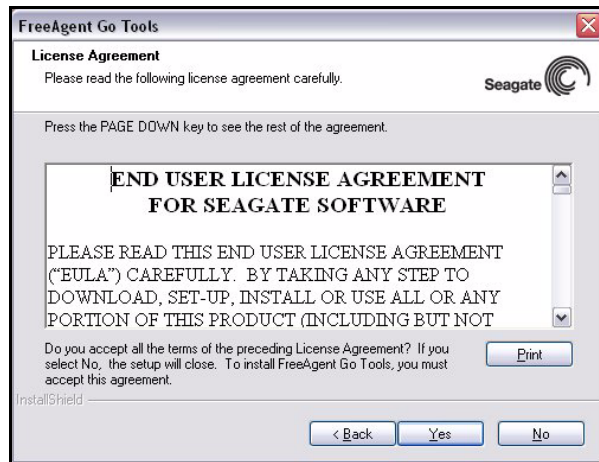 FreeAgent Go Tools
License Agreement
Please read the following license agreement carefully.
Seagate
Press the PAGE DOWN key to see the rest of the agreement.
END USER LICENSE AGREEMENT
FOR SEAGATE SOFTWARE
PLEASE READ THIS END USER LICENSE AGREEMENT
("EULA") CAREFULLY.  BY TAKING ANY STEP TO
DOWNLOAD, SET-UP, INSTALL OR USE ALL OR ANY
PORTION OF THIS PRODUCT (INCLUDING BUT NOT
Do you accept all the terms of the preceding License Agreement?  If you
select No, the setup will close.  To install FreeAgent Go Tools, you must
accept this agreement.
Print
InstallShield
< Back
Yes
No